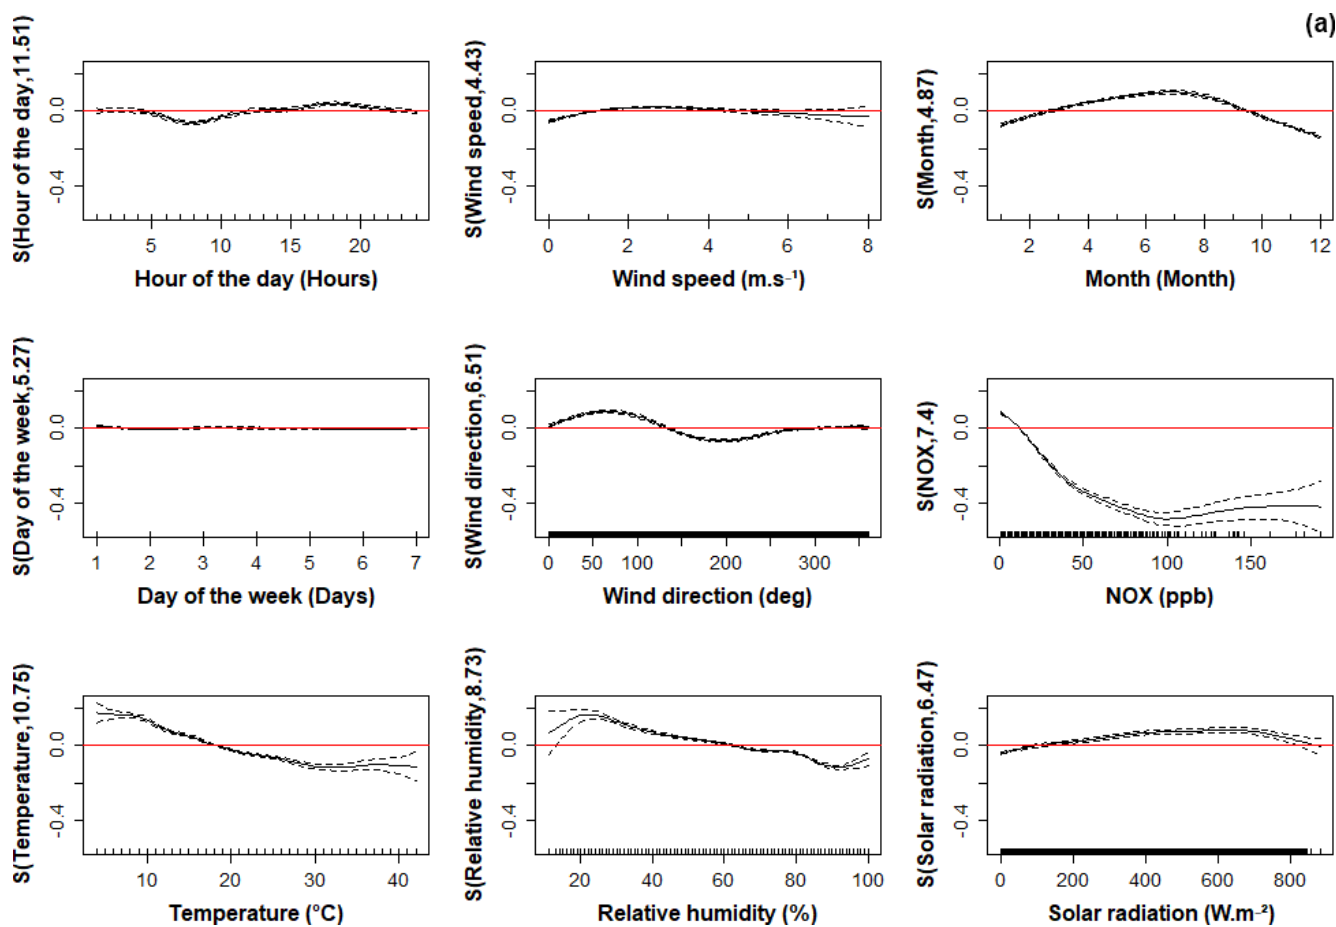 (a)
S(Hour of the day,11.51)
0.0
-0.4
5 10 15 20
Hour of the day (Hours)
S(Wind speed,4.43)
0.0
-0.4
0 2 4 6 8
Wind speed (m.s⁻¹)
S(Month,4.87)
0.0
-0.4
2 4 6 8 10 12
Month (Month)
S(Day of the week,5.27)
0.0
-0.4
1 2 3 4 5 6 7
Day of the week (Days)
S(Wind direction,6.51)
0.0
-0.4
0 50 100 200 300
Wind direction (deg)
S(NOX,7.4)
0.0
-0.4
0 50 100 150
NOX (ppb)
S(Temperature,10.75)
0.0
-0.4
10 20 30 40
Temperature (°C)
S(Relative humidity,8.73)
0.0
-0.4
20 40 60 80 100
Relative humidity (%)
S(Solar radiation,6.47)
0.0
-0.4
0 200 400 600 800
Solar radiation (W.m⁻²)